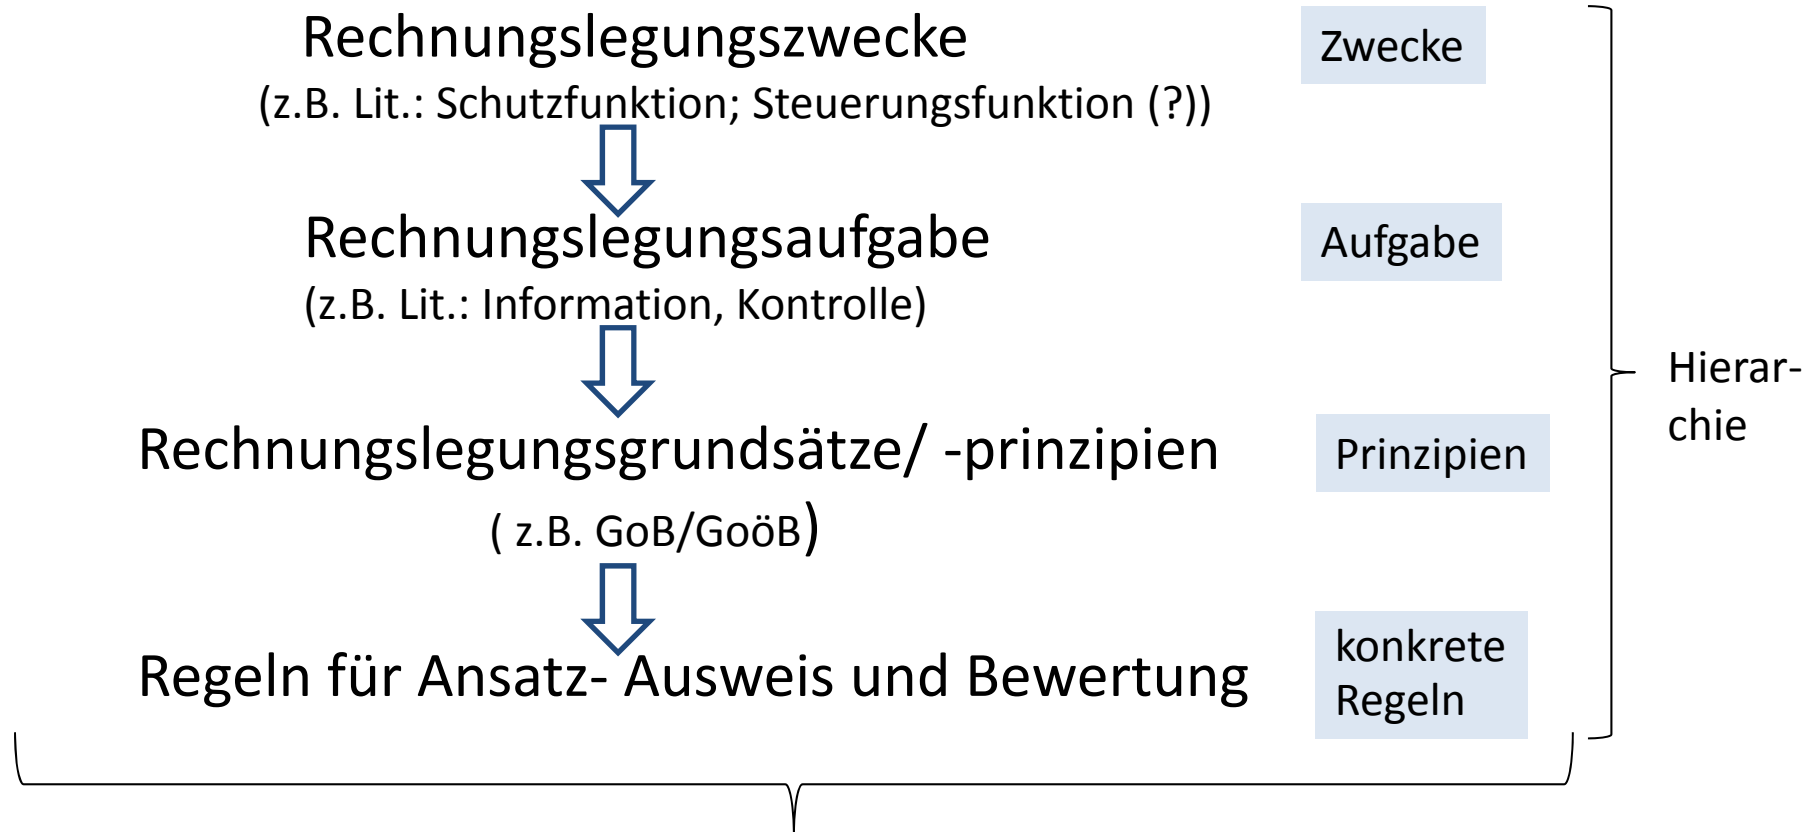 Rechnungslegungszwecke
Zwecke
(z.B. Lit.: Schutzfunktion; Steuerungsfunktion (?))
Rechnungslegungsaufgabe
Aufgabe
(z.B. Lit.: Information, Kontrolle)
Hierar-
chie
Rechnungslegungsgrundsätze/ -prinzipien
Prinzipien
( z.B. GoB/GoöB)
Regeln für Ansatz- Ausweis und Bewertung
konkrete
Regeln